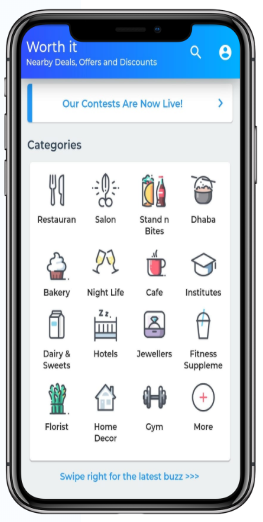 Worth it
Nearby Deals, Offers and Discounts
Our Contests Are Now Live!
Categories
Restauran
Salon
Stand n
Bites
Dhaba
Bakery
Night Life
Cafe
Institutes
Dairy &
Sweets
Hotels
Jewellers
Fitness
Suppleme
Florist
Home
Decor
Gym
More
Swipe right for the latest buzz >>>